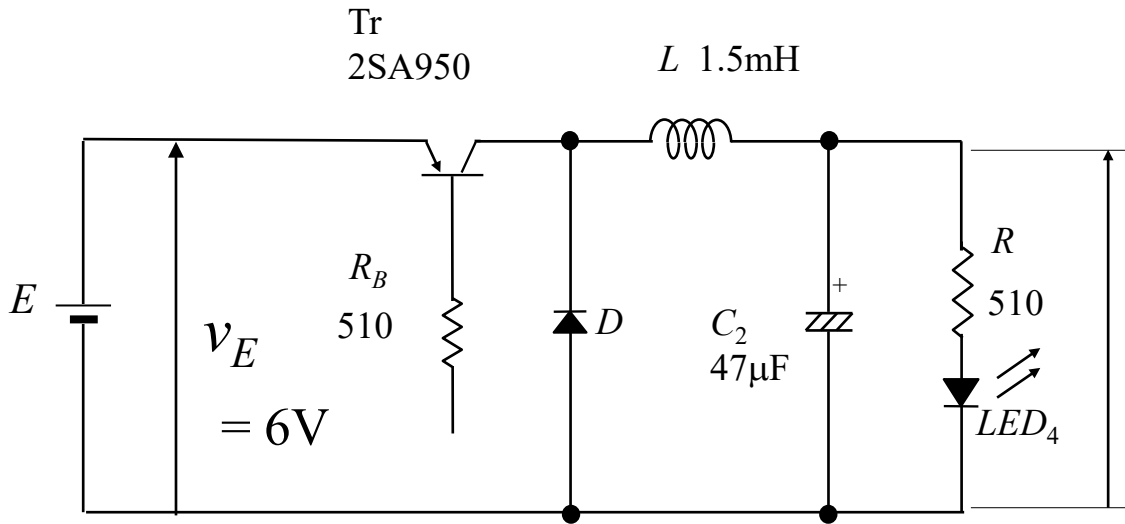 Tr
2SA950
L 1.5mH
E
v_E
= 6V
R_B
510
D
C_2
47μF
+
R
510
LED_4